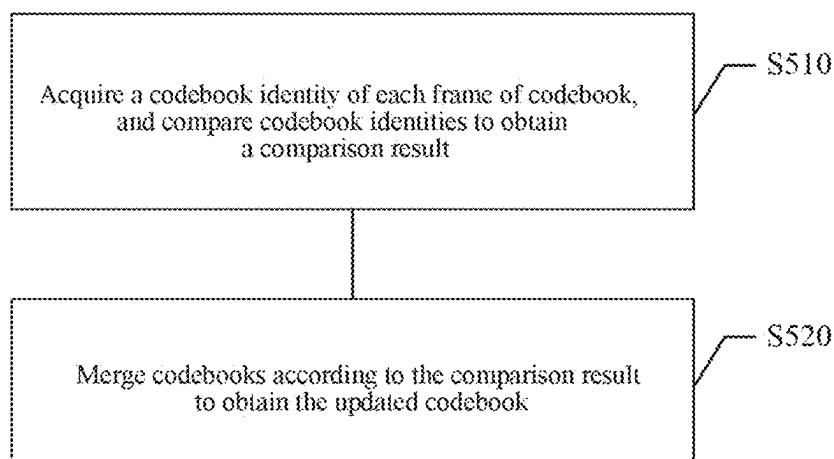 Acquire a codebook identity of each frame of codebook,
and compare codebook identities to obtain
a comparison result
S510
Merge codebooks according to the comparison result
to obtain the updated codebook
S520